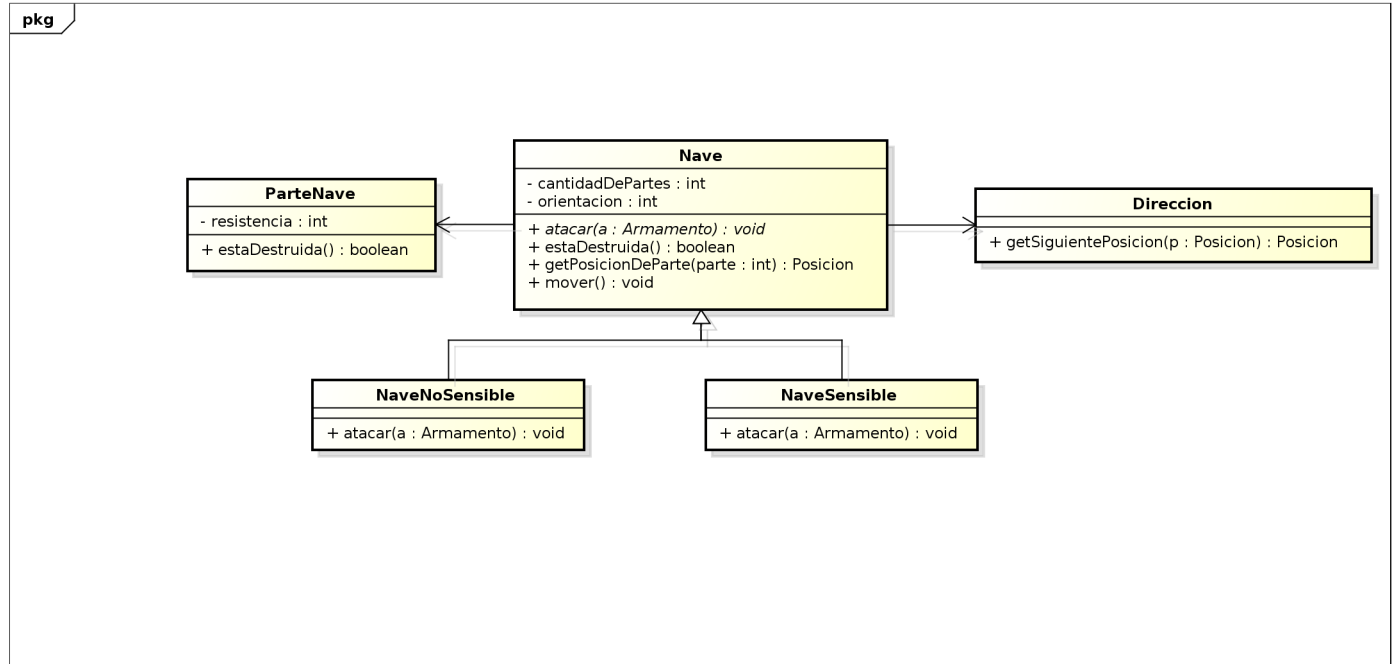 pkg
Nave
- cantidadDePartes : int
- orientacion : int
+ atacar(a : Armamento) : void
+ estaDestruida() : boolean
+ getPosicionDeParte(parte : int) : Posicion
+ mover() : void
ParteNave
- resistencia : int
+ estaDestruida() : boolean
Direccion
+ getSiguientePosicion(p : Posicion) : Posicion
NaveNoSensible
+ atacar(a : Armamento) : void
NaveSensible
+ atacar(a : Armamento) : void